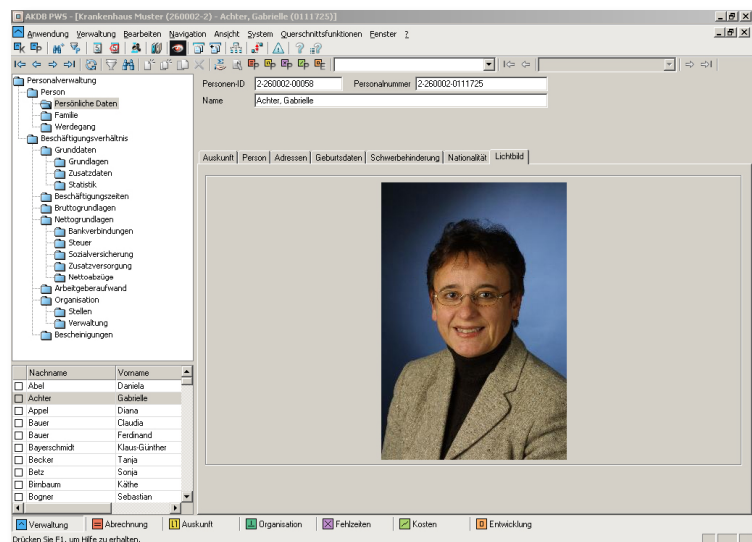 AKDB PWS - [Krankenhaus Muster (260002-2) - Achter, Gabrielle (0111725)]
Anwendung Verwaltung Bearbeiten Navigation Ansicht System Querschnittsfunktionen Fenster ?
Personalverwaltung
Person
Persönliche Daten
Familie
Werdegang
Beschäftigungsverhältnis
Grunddaten
Grundlagen
Zusatzdaten
Statistik
Beschäftigungszeiten
Bruttogrundlagen
Nettogrundlagen
Bankverbindungen
Steuer
Sozialversicherung
Zusatzversorgung
Nettoabzüge
Arbeitgeberaufwand
Organisation
Stellen
Verwaltung
Bescheinigungen
Personen-ID 2-260002-00058 Personalnummer 2-260002-0111725
Name Achter, Gabrielle
Auskunft Person Adressen Geburtsdaten Schwerbehinderung Nationalität Lichtbild
Nachname Vorname
Abel Daniela
Achter Gabrielle
Appel Diana
Bauer Claudia
Bauer Ferdinand
Bayerschmidt Klaus-Günther
Becker Tanja
Betz Sonja
Birnbaum Käthe
Bogner Sebastian
Verwaltung Abrechnung Auskunft Organisation Fehlzeiten Kosten Entwicklung
Drücken Sie F1, um Hilfe zu erhalten.